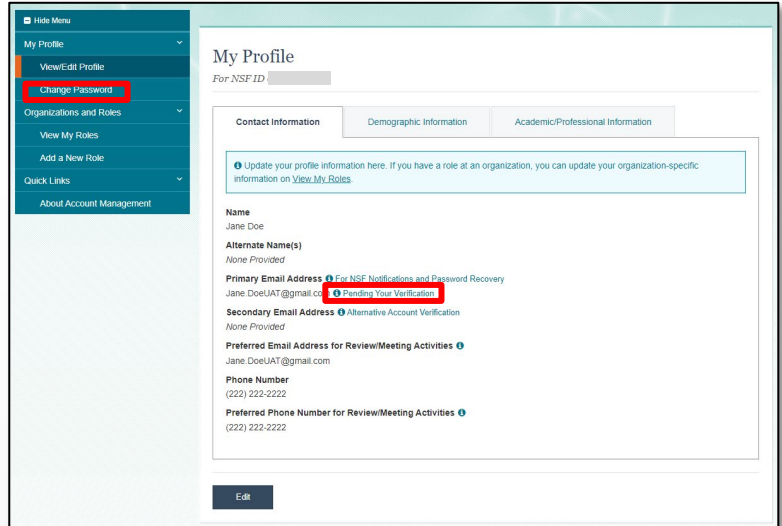 Hide Menu
My Profile
View/Edit Profile
Change Password
Organizations and Roles
View My Roles
Add a New Role
Quick Links
About Account Management
My Profile
For NSF ID
Contact Information
Demographic Information
Academic/Professional Information
Update your profile information here. If you have a role at an organization, you can update your organization-specific
information on View My Roles.
Name
Jane Doe
Alternate Name(s)
None Provided
Primary Email Address For NSF Notifications and Password Recovery
Jane.DoeUAT@gmail.com Pending Your Verification
Secondary Email Address Alternative Account Verification
None Provided
Preferred Email Address for Review/Meeting Activities
Jane.DoeUAT@gmail.com
Phone Number
(222) 222-2222
Preferred Phone Number for Review/Meeting Activities
(222) 222-2222
Edit